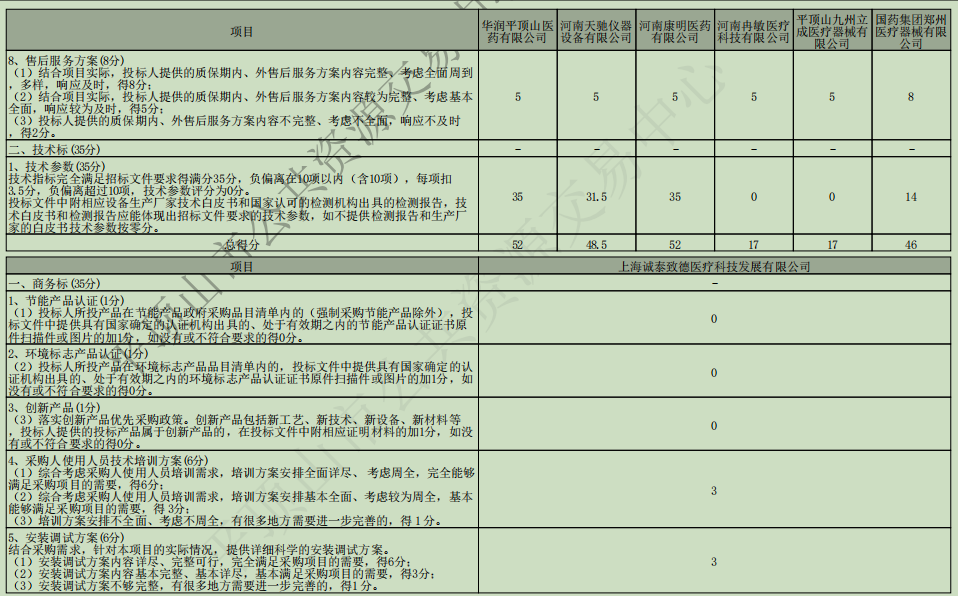 项目 华润平顶山医药有限公司 河南天驰仪器设备有限公司 河南康明医药有限公司 河南冉敏医疗科技有限公司 平顶山九州立成医疗器械有限公司 国药集团郑州医疗器械有限公司
8、售后服务方案(8分)
(1)结合项目实际，投标人提供的质保期内、外售后服务方案内容完整、考虑全面周到
，多样，响应及时，得8分；
(2)结合项目实际，投标人提供的质保期内、外售后服务方案内容较为完整、考虑基本
全面，响应较为及时，得5分；
(3)投标人提供的质保期内、外售后服务方案内容不完整、考虑不全面，响应不及时
，得2分。
5 5 5 5 5 8
二、技术标(35分) - - - - - -
1、技术参数(35分)
技术指标完全满足招标文件要求得满分35分，负偏离在10项以内（含10项），每项扣
3.5分，负偏离超过10项，技术参数评分为0分。
投标文件中附相应设备生产厂家技术白皮书和国家认可的检测机构出具的检测报告，技
术白皮书和检测报告应能体现出招标文件要求的技术参数，如不提供检测报告和生产厂
家的白皮书技术参数按零分。
35 31.5 35 0 0 14
总得分 52 48.5 52 17 17 46
项目 上海诚泰致德医疗科技发展有限公司
一、商务标(35分) -
1、节能产品认证(1分)
(1)投标人所投产品在节能产品政府采购品目清单内的（强制采购节能产品除外），投
标文件中提供具有国家确定的认证机构出具的、处于有效期之内的节能产品认证证书原
件扫描件或图片的加1分，如没有或不符合要求的得0分。
0
2、环境标志产品认证(1分)
(2)投标人所投产品在环境标志产品品目清单内的，投标文件中提供具有国家确定的认
证机构出具的、处于有效期之内的环境标志产品认证证书原件扫描件或图片的加1分，如
没有或不符合要求的得0分。
0
3、创新产品(1分)
(3)落实创新产品优先采购政策。创新产品包括新工艺、新技术、新设备、新材料等
，投标人提供的投标产品属于创新产品的，在投标文件中附相应证明材料的加1分，如没
有或不符合要求的得0分。
0
4、采购人使用人员技术培训方案(6分)
(1)综合考虑采购人使用人员培训需求，培训方案安排全面详尽、考虑周全，完全能够
满足采购项目的需要，得6分；
(2)综合考虑采购人使用人员培训需求，培训方案安排基本全面、考虑较为周全，基本
能够满足采购项目的需要，得 3分；
(3)培训方案安排不全面、考虑不周全，有很多地方需要进一步完善的，得 1 分。
3
5、安装调试方案(6分)
结合采购需求，针对本项目的实际情况，提供详细科学的安装调试方案。
(1)安装调试方案内容详尽、完整可行，完全满足采购项目的需要，得6分；
(2)安装调试方案内容基本完整、基本详尽，基本满足采购项目的需要，得3分；
(3)安装调试方案不够完整，有很多地方需要进一步完善的，得1 分。
3
平顶山市公共资源交易中心
平顶山市公共资源交易中心